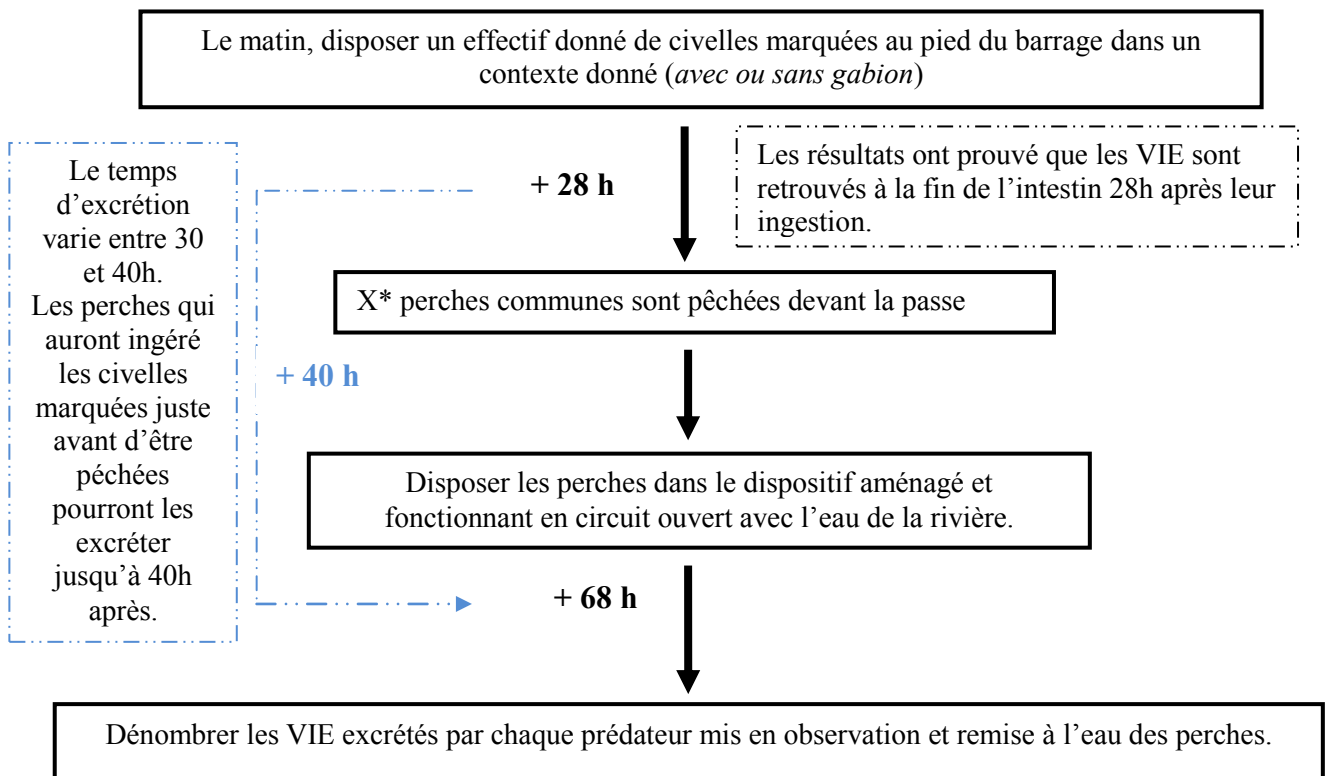 Le matin, disposer un effectif donné de civelles marquées au pied du barrage dans un
contexte donné (avec ou sans gabion)
Le temps
d’excrétion
varie entre 30
et 40h.
Les perches qui
auront ingéré
les civelles
marquées juste
avant d’être
péchées
pourront les
excréter
jusqu’à 40h
après.
+ 28 h
Les résultats ont prouvé que les VIE sont
retrouvés à la fin de l’intestin 28h après leur
ingestion.
X* perches communes sont pêchées devant la passe
+ 40 h
Disposer les perches dans le dispositif aménagé et
fonctionnant en circuit ouvert avec l’eau de la rivière.
+ 68 h
Dénombrer les VIE excrétés par chaque prédateur mis en observation et remise à l’eau des perches.